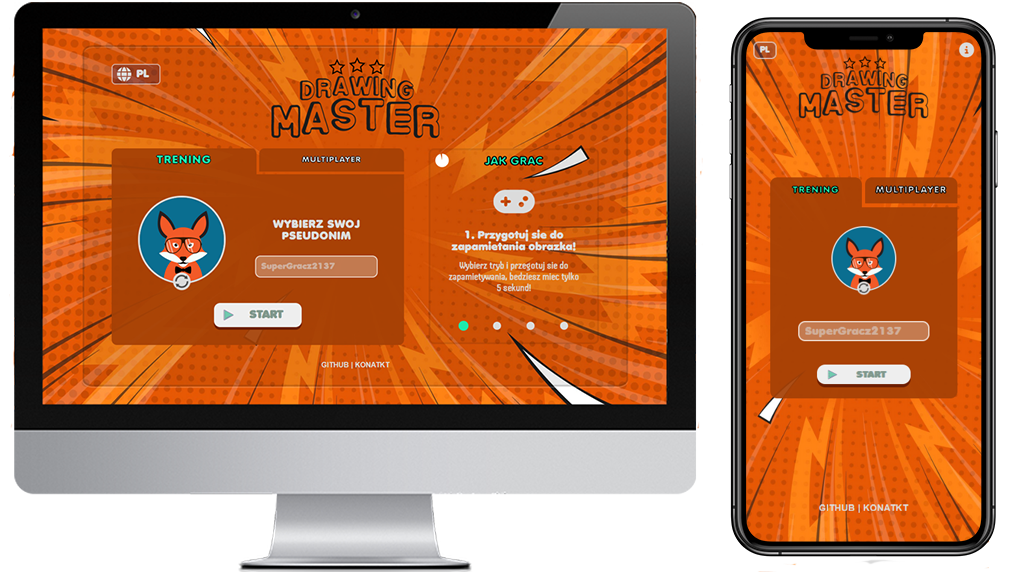 PL
DRAWING
MASTER
TRENING
MULTIPLAYER
WYBIERZ SWOJ
PSEUDONIM
SuperGracz2137
START
JAK GRAC
1. Przygotuj sie do
zapamietania obrazka!
Wybierz tryb i przegotuj sie do
zapamietywania, bedziesz miec tylko
5 sekund!
GITHUB | KONATKT
PL
i
DRAWING
MASTER
TRENING
MULTIPLAYER
SuperGracz2137
START
GITHUB | KONATKT